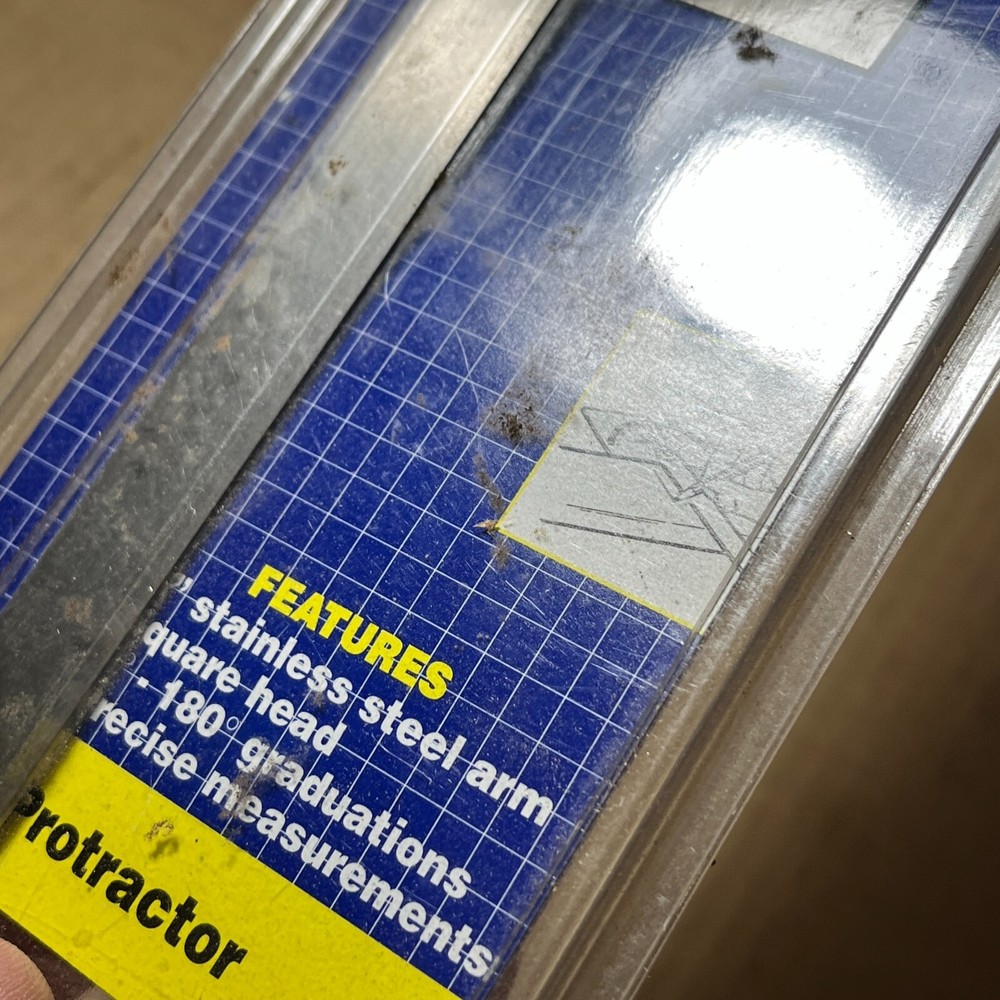 FEATURES
" stainless steel arm
quare head
- 180° graduations
recise measurements
Protractor